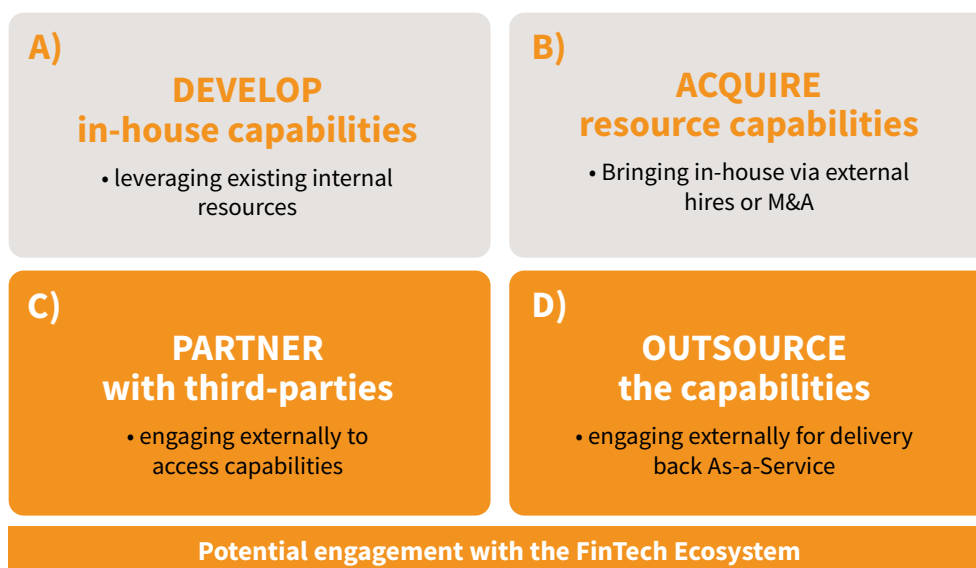 A)
DEVELOP
in-house capabilities
• leveraging existing internal
resources
B)
ACQUIRE
resource capabilities
• Bringing in-house via external
hires or M&A
C)
PARTNER
with third-parties
• engaging externally to
access capabilities
D)
OUTSOURCE
the capabilities
• engaging externally for delivery
back As-a-Service
Potential engagement with the FinTech Ecosystem